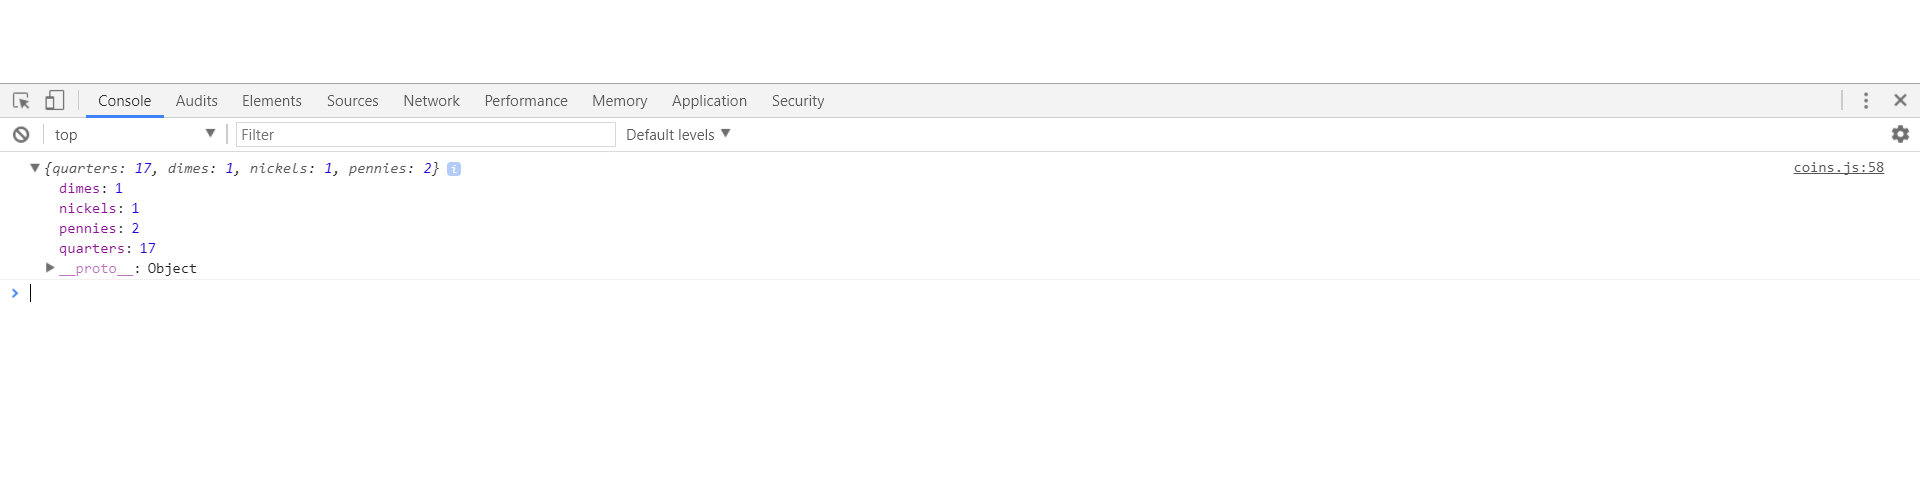 Console Audits Elements Sources Network Performance Memory Application Security
top Filter Default levels
{quarters: 17, dimes: 1, nickels: 1, pennies: 2} i coins.js:58
dimes: 1
nickels: 1
pennies: 2
quarters: 17
__proto__: Object